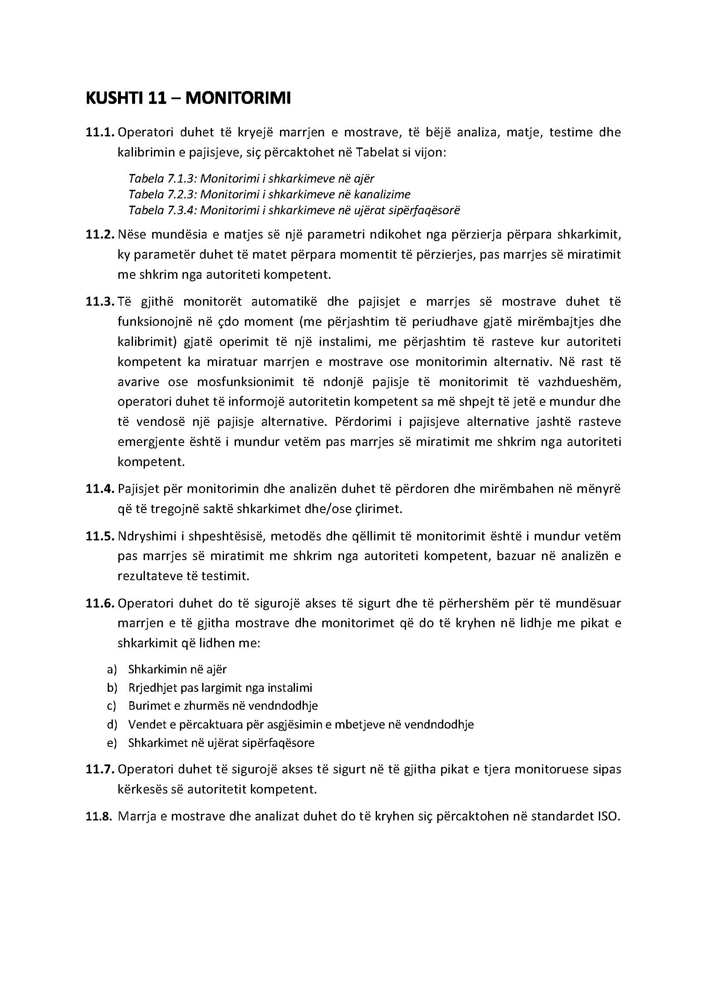 KUSHTI 11 – MONITORIMI
11.1. Operatori duhet të kryejë marrjen e mostrave, të bëjë analiza, matje, testime dhe
kalibrimin e pajisjeve, siç përcaktohet në Tabelat si vijon:
Tabela 7.1.3: Monitorimi i shkarkimeve në ajër
Tabela 7.2.3: Monitorimi i shkarkimeve në kanalizime
Tabela 7.3.4: Monitorimi i shkarkimeve në ujërat sipërfaqësorë
11.2. Nëse mundësia e matjes së një parametri ndikohet nga përzierja përpara shkarkimit,
ky parametër duhet të matet përpara momentit të përzierjes, pas marrjes së miratimit
me shkrim nga autoriteti kompetent.
11.3. Të gjithë monitorët automatikë dhe pajisjet e marrjes së mostrave duhet të
funksionojnë në çdo moment (me përjashtim të periudhave gjatë mirëmbajtjes dhe
kalibrimit) gjatë operimit të një instalimi, me përjashtim të rasteve kur autoriteti
kompetent ka miratuar marrjen e mostrave ose monitorimin alternativ. Në rast të
avarive ose mosfunksionimit të ndonjë pajisje të monitorimit të vazhdueshëm,
operatori duhet të informojë autoritetin kompetent sa më shpejt të jetë e mundur dhe
të vendosë një pajisje alternative. Përdorimi i pajisjeve alternative jashtë rasteve
emergjente është i mundur vetëm pas marrjes së miratimit me shkrim nga autoriteti
kompetent.
11.4. Pajisjet për monitorimin dhe analizën duhet të përdoren dhe mirëmbahen në mënyrë
që të tregojnë saktë shkarkimet dhe/ose çlirimet.
11.5. Ndryshimi i shpeshtësisë, metodës dhe qëllimit të monitorimit është i mundur vetëm
pas marrjes së miratimit me shkrim nga autoriteti kompetent, bazuar në analizën e
rezultateve të testimit.
11.6. Operatori duhet do të sigurojë akses të sigurt dhe të përhershëm për të mundësuar
marrjen e të gjitha mostrave dhe monitorimet që do të kryhen në lidhje me pikat e
shkarkimit që lidhen me:
a) Shkarkimin në ajër
b) Rrjedhjet pas largimit nga instalimi
c) Burimet e zhurmës në vendndodhje
d) Vendet e përcaktuara për asgjësimin e mbetjeve në vendndodhje
e) Shkarkimet në ujërat sipërfaqësore
11.7. Operatori duhet të sigurojë akses të sigurt në të gjitha pikat e tjera monitoruese sipas
kërkesës së autoritetit kompetent.
11.8. Marrja e mostrave dhe analizat duhet do të kryhen siç përcaktohen në standardet ISO.